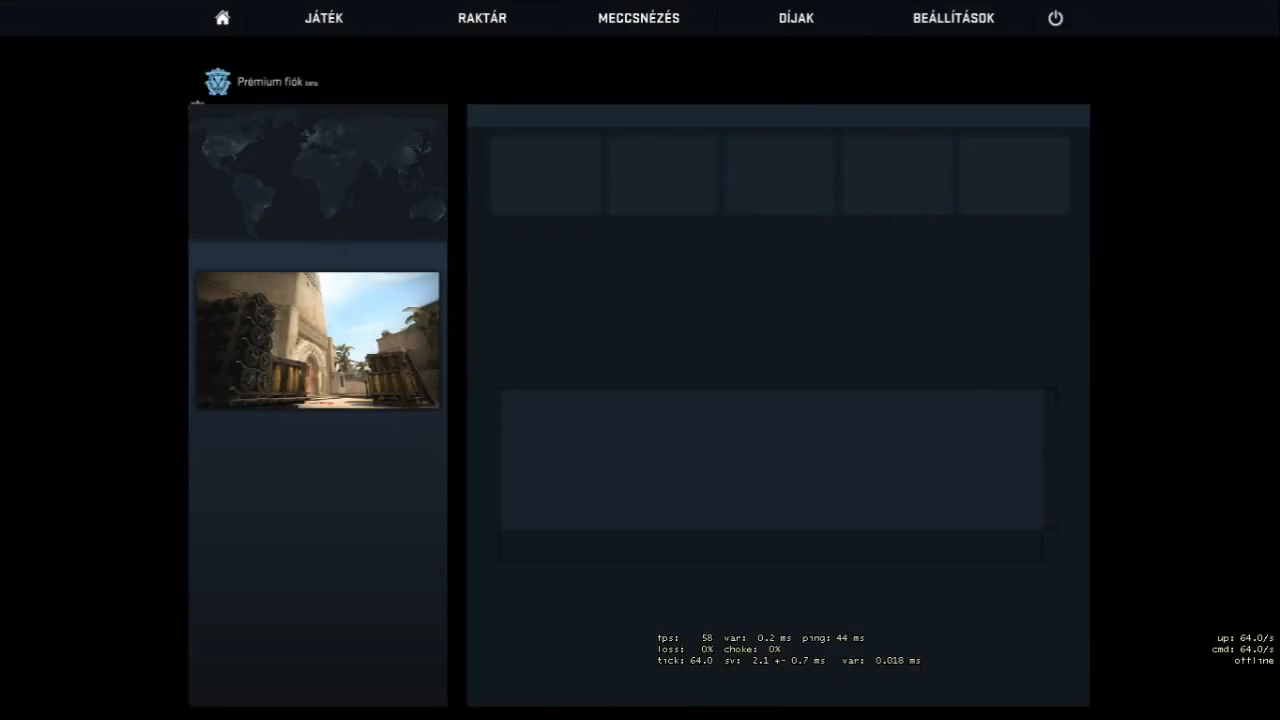 JÁTÉK RAKTÁR MECCSNÉZÉS DÍJAK BEÁLLÍTÁSOK
Prémium fiók beta
fps: 58 var: 0.2 ms ping: 44 ms
loss: 0% choke: 0%
tick: 64.0 sv: 2.1 +- 0.7 ms var: 0.018 ms
up: 64.0/s
cmd: 64.0/s
offline